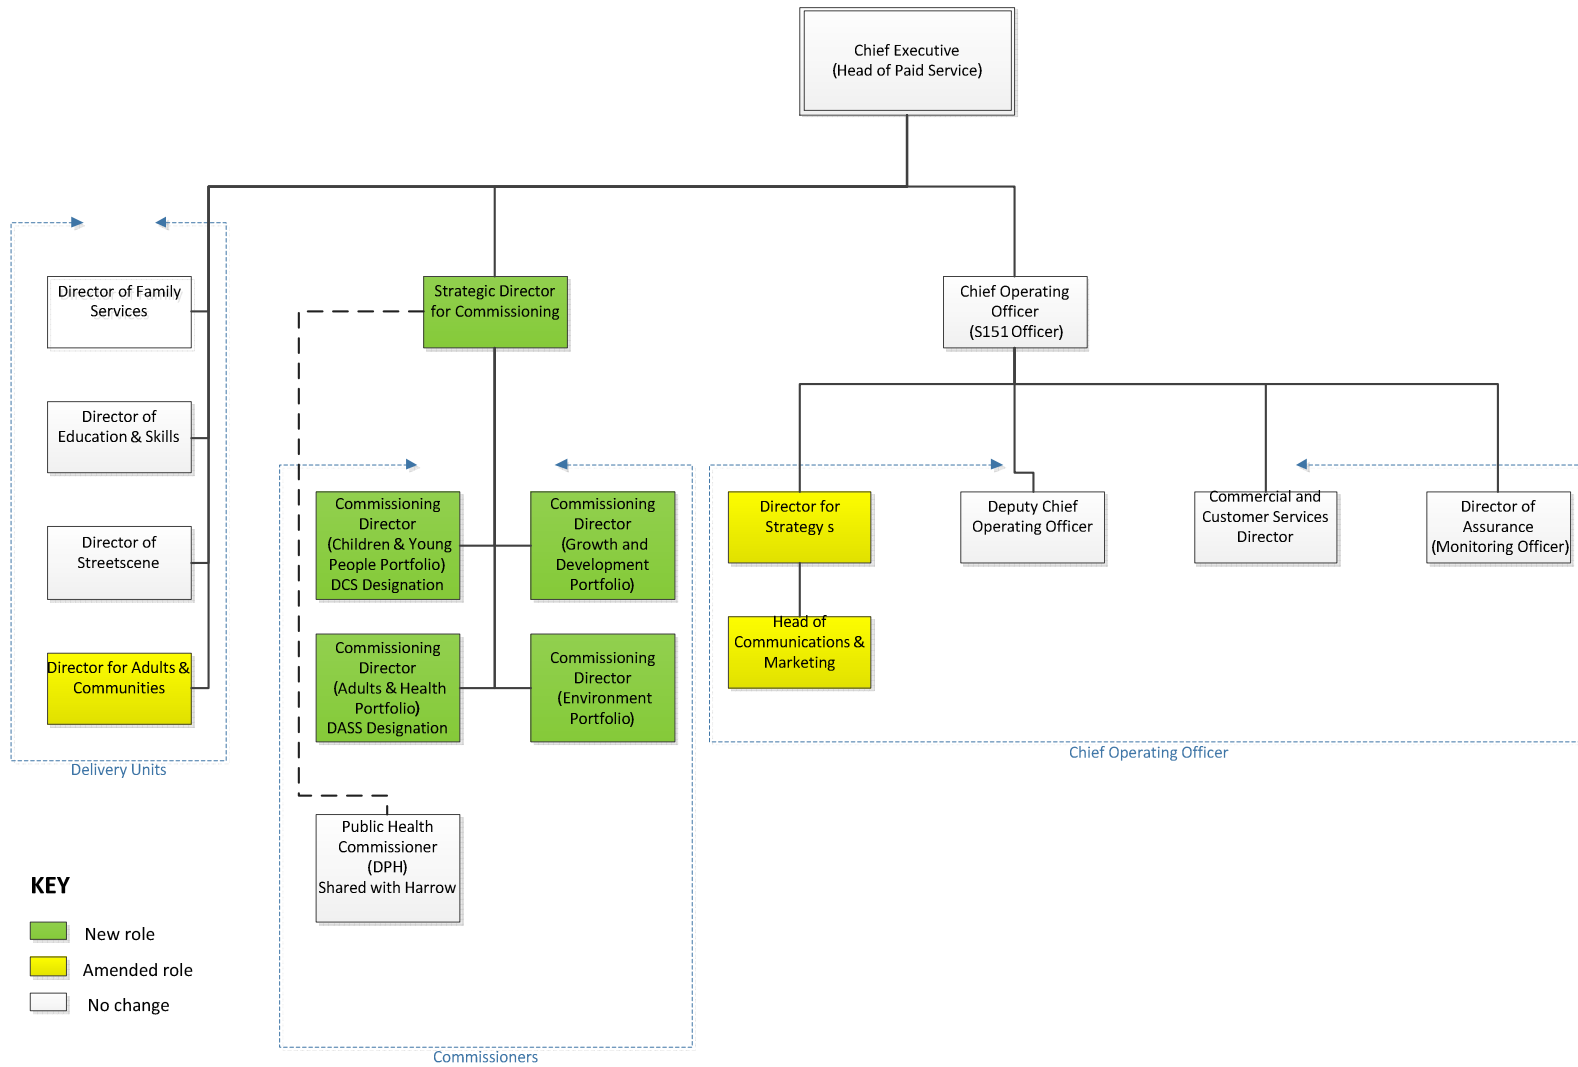 Chief Executive
(Head of Paid Service)
Director of Family
Services
Strategic Director
for Commissioning
Chief Operating
Officer
(S151 Officer)
Director of
Education & Skills
Director of
Streetscene
Director for Adults &
Communities
Delivery Units
Commissioning
Director
(Children & Young
People Portfolio)
DCS Designation
Commissioning
Director
(Growth and
Development
Portfolio)
Commissioning
Director
(Adults & Health
Portfolio)
DASS Designation
Commissioning
Director
(Environment
Portfolio)
Public Health
Commissioner
(DPH)
Shared with Harrow
Commissioners
Director for
Strategy s
Deputy Chief
Operating Officer
Commercial and
Customer Services
Director
Director of
Assurance
(Monitoring Officer)
Head of
Communications &
Marketing
Chief Operating Officer
KEY
New role
Amended role
No change